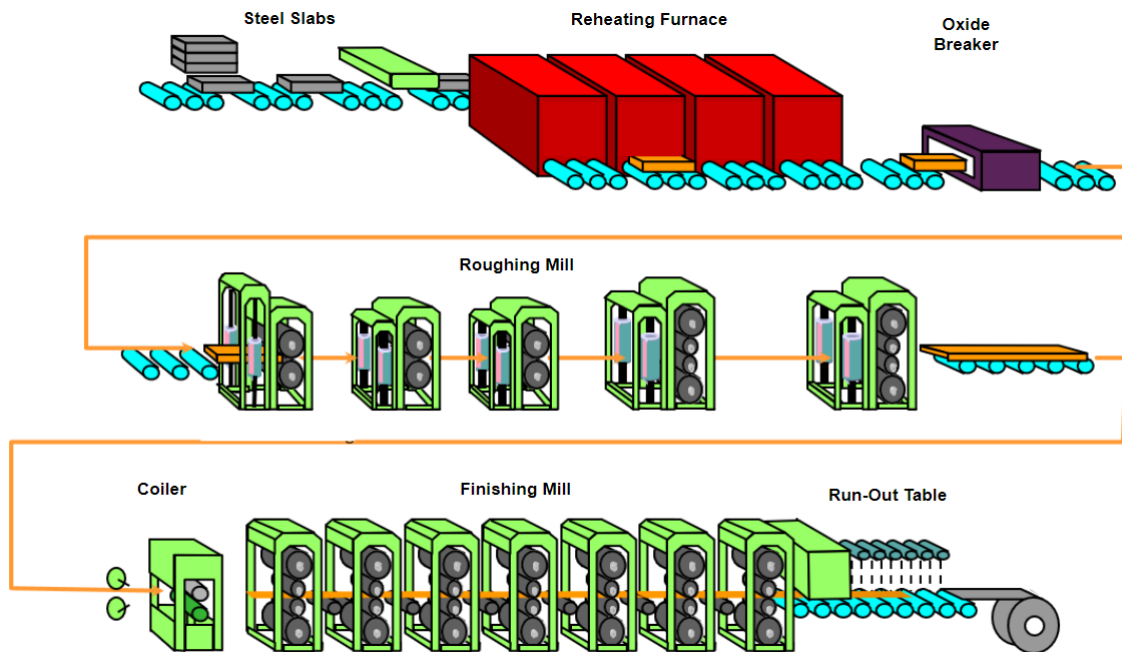 Steel Slabs
Reheating Furnace
Oxide
Breaker
Roughing Mill
Coiler
Finishing Mill
Run-Out Table